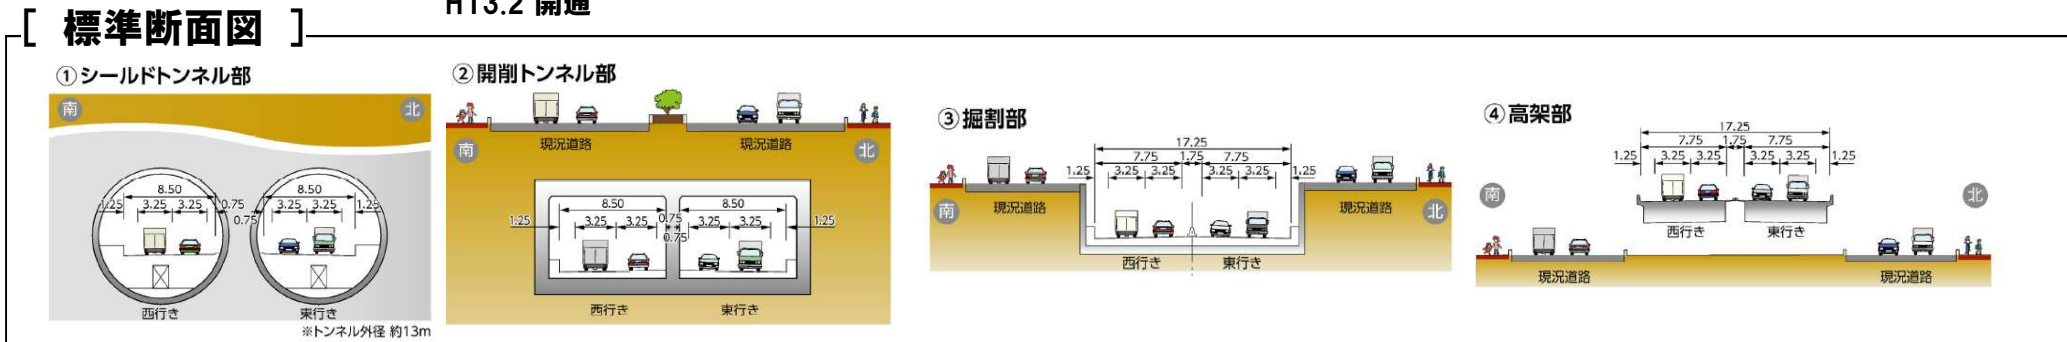 H13.2 開通
[ 標準断面図 ]
①シールドトンネル部
南
北
8.50
8.50
1.25 3.25 3.25 0.75
0.75 3.25 3.25 1.25
西行き
東行き
※トンネル外径 約13m
②開削トンネル部
現況道路
現況道路
南
北
8.50
8.50
1.25 3.25 3.25 0.75
0.75 3.25 3.25 1.25
西行き
東行き
③掘割部
17.25
7.75 1.75 7.75
1.25 3.25 3.25 3.25 3.25 1.25
現況道路
現況道路
南
北
西行き
東行き
④高架部
17.25
7.75 1.75 7.75
1.25 3.25 3.25 3.25 3.25 1.25
南
北
西行き
東行き
現況道路
現況道路